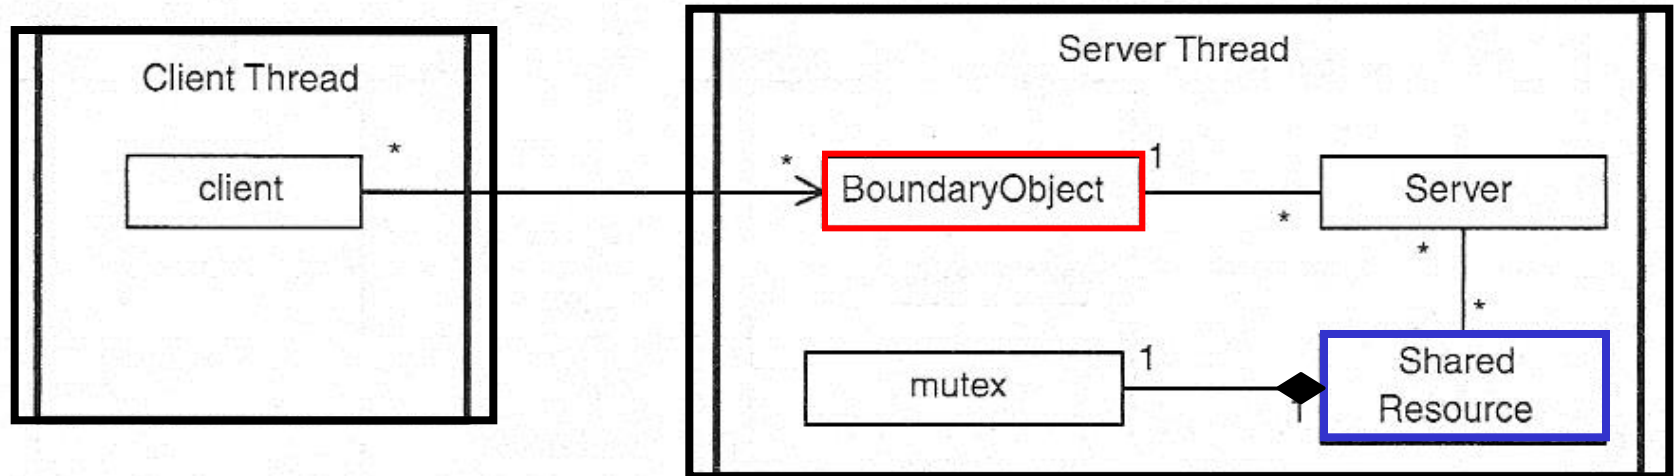 Client Thread
client
*
*
Server Thread
BoundaryObject
1
*
Server
*
*
mutex
1
1
Shared
Resource